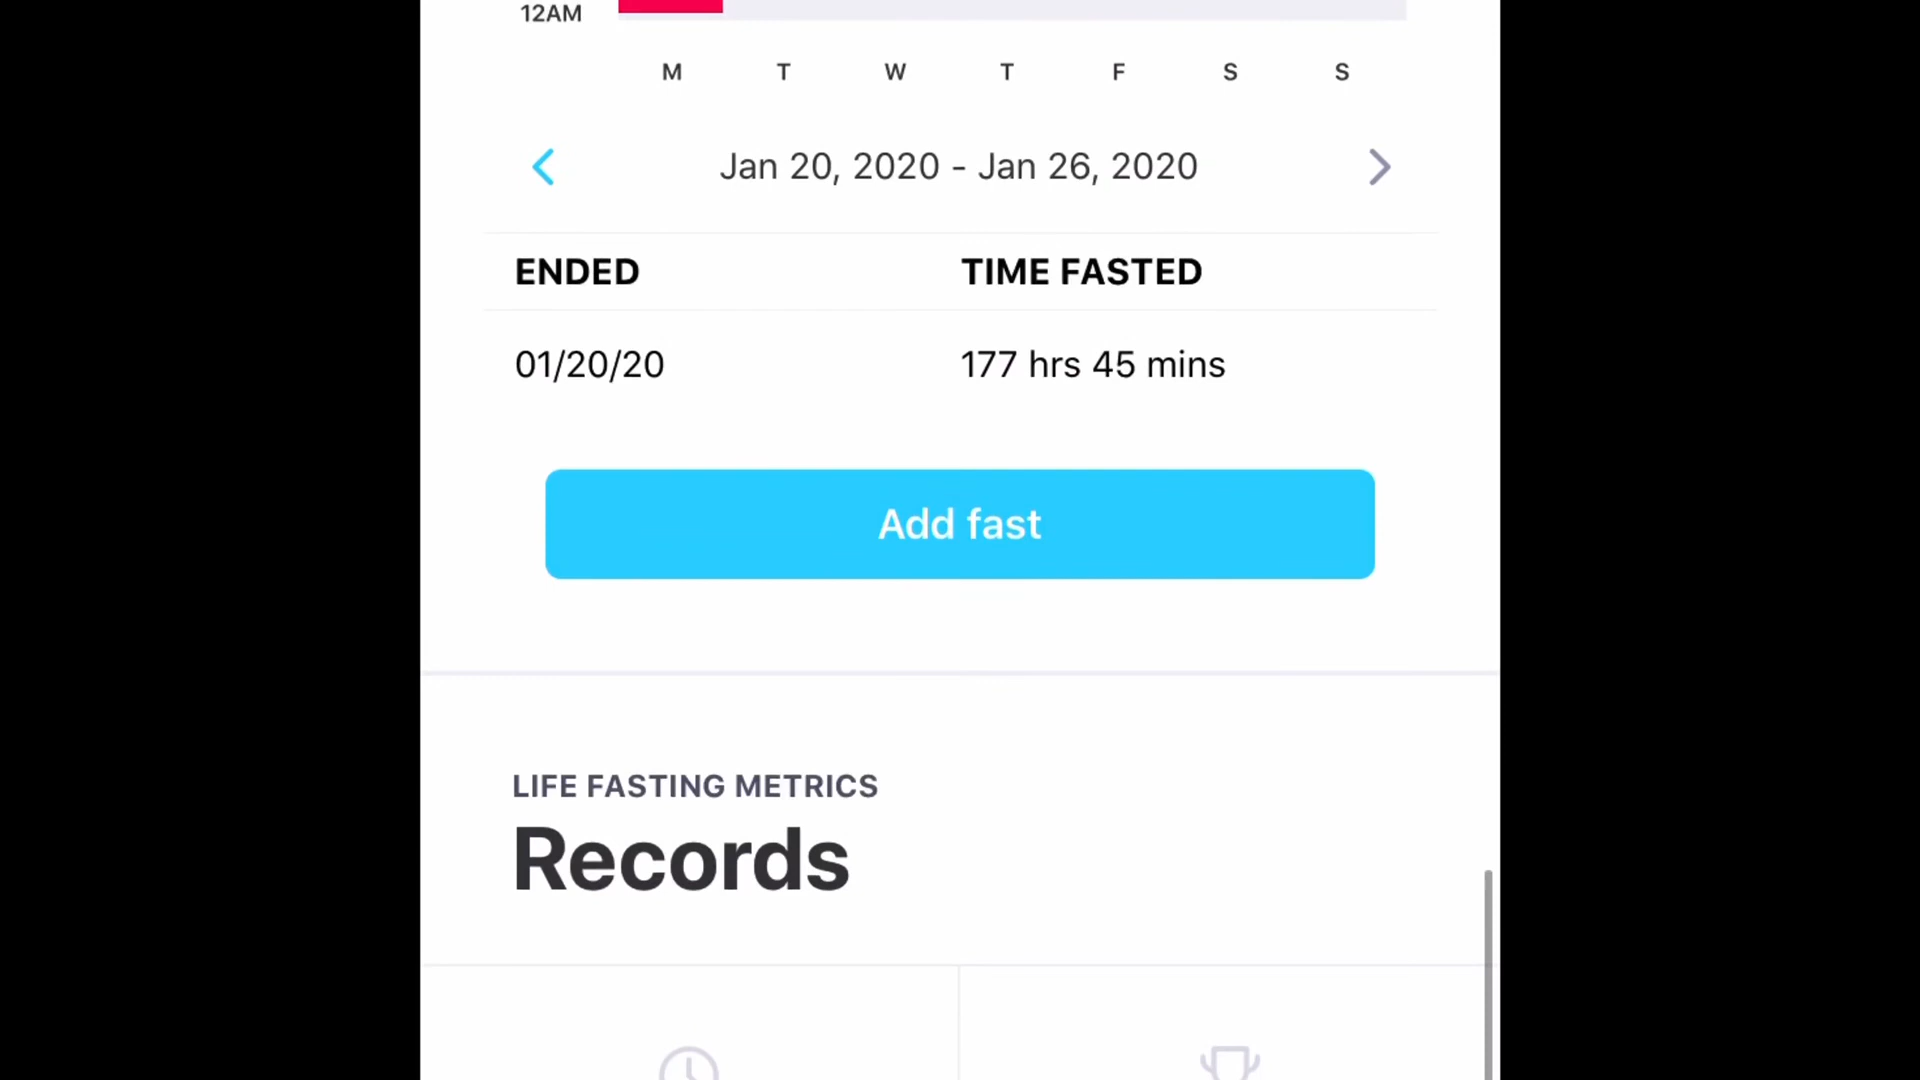 12AM
M T W T F S S
Jan 20, 2020 - Jan 26, 2020
ENDED TIME FASTED
01/20/20 177 hrs 45 mins
Add fast
LIFE FASTING METRICS
Records